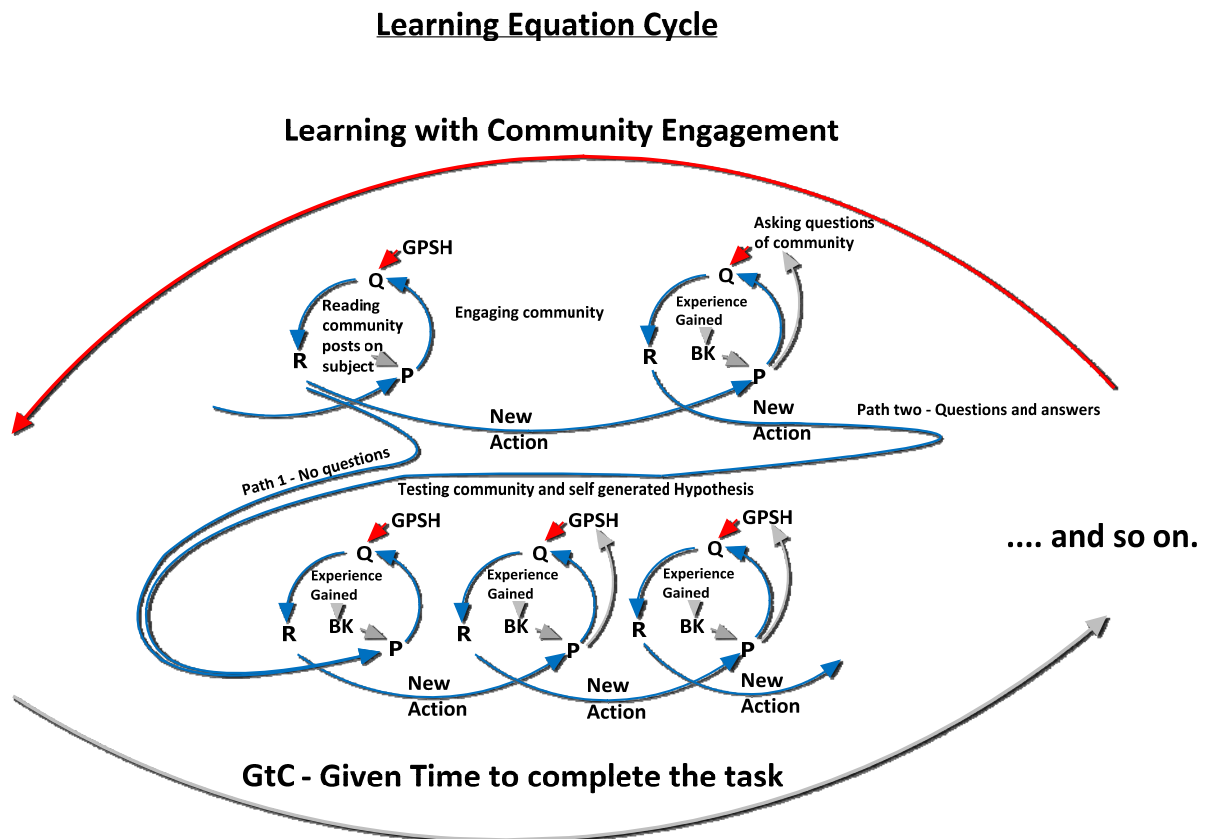 Learning Equation Cycle
Learning with Community Engagement
Asking questions
of community
GPSH
Q
Reading
community
posts on
subject
R
P
Engaging community
Q
Experience
Gained
BK
R
P
New
Action
New
Action
Path two - Questions and answers
Path 1 - No questions
Testing community and self generated Hypothesis
GPSH
Q
Experience
Gained
BK
R
P
New
Action
GPSH
Q
Experience
Gained
BK
R
P
New
Action
GPSH
Q
Experience
Gained
BK
R
P
New
Action
.... and so on.
GtC - Given Time to complete the task